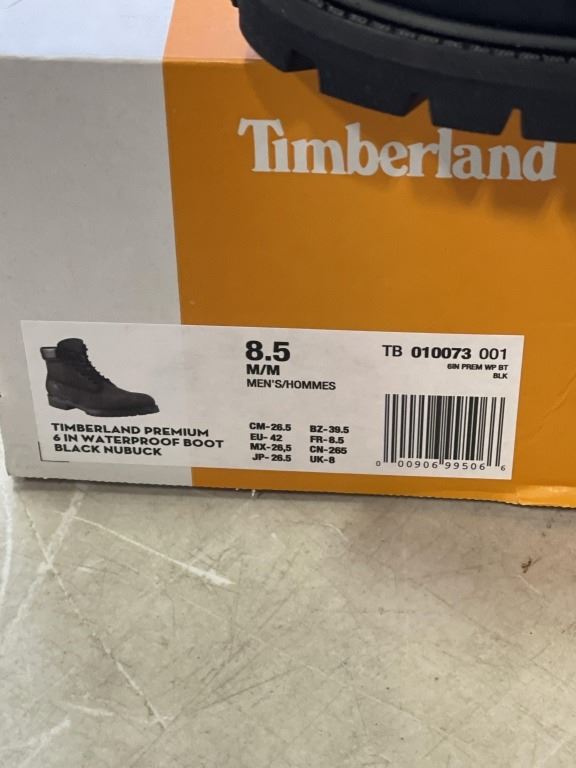 Timberland
8.5
M/M
MEN'S/HOMMES
TB 010073 001
6IN PREM WP BT
BLK
TIMBERLAND PREMIUM
6 IN WATERPROOF BOOT
BLACK NUBUCK
CM-26.5 BZ-39.5
EU- 42 FR-8.5
MX-26,5 CN-265
JP- 26.5 UK-8
0 00906 99506 6